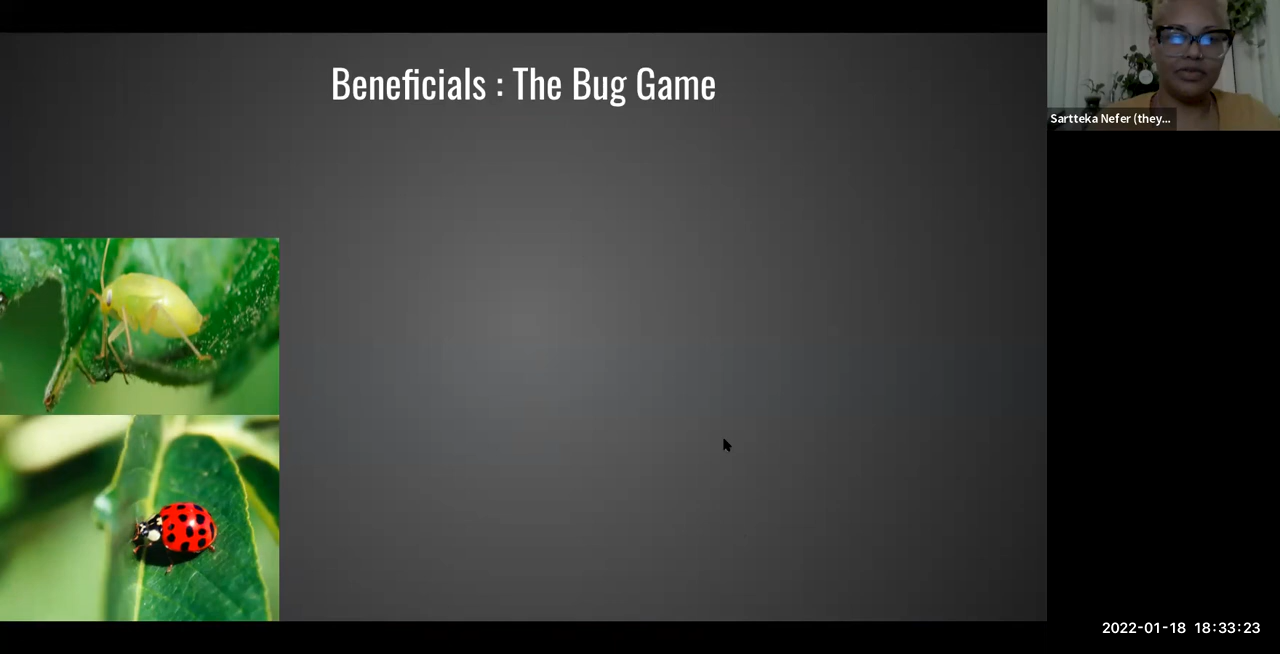 Beneficials : The Bug Game
Sartteka Nefer (they...
2022-01-18 18:33:23